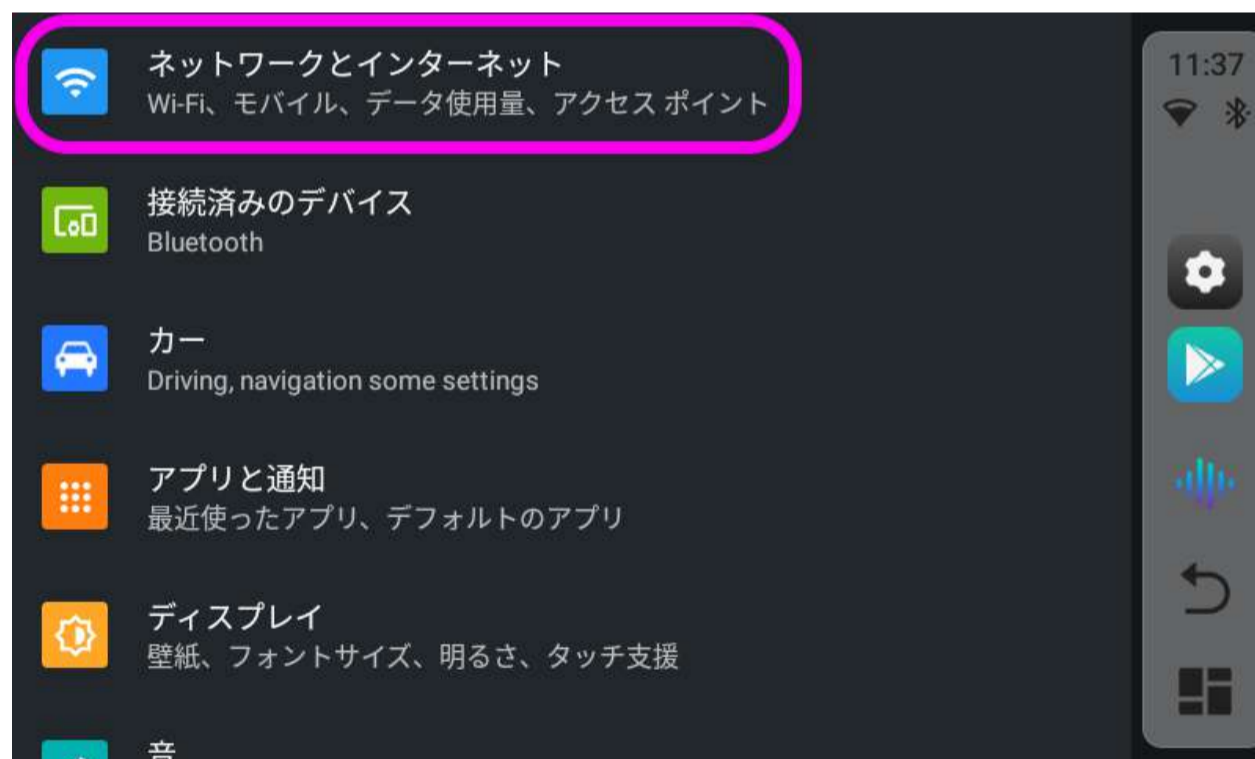 ネットワークとインターネット
Wi-Fi、モバイル、データ使用量、アクセス ポイント
接続済みのデバイス
Bluetooth
カー
Driving, navigation some settings
アプリと通知
最近使ったアプリ、デフォルトのアプリ
ディスプレイ
壁紙、フォントサイズ、明るさ、タッチ支援
音
11:37